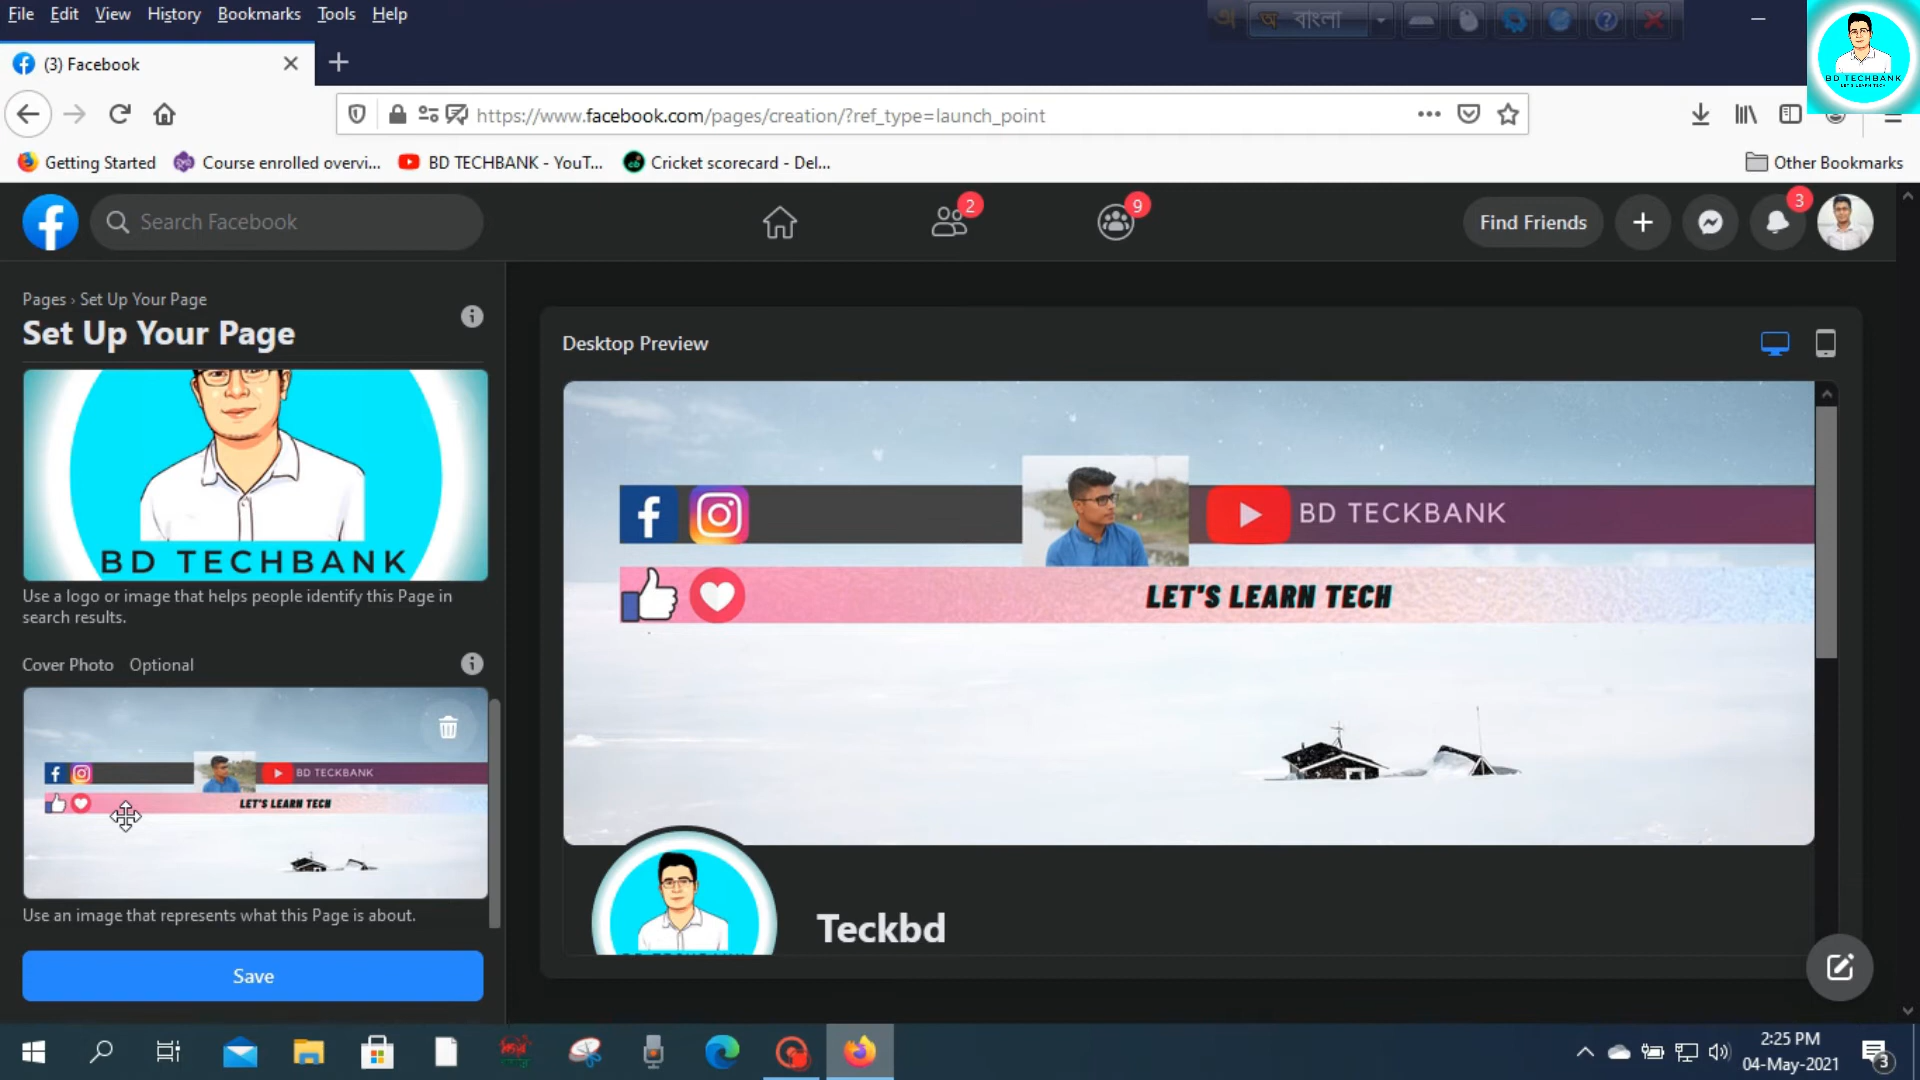 File Edit View History Bookmarks Tools Help
বাংলা
BD TECHBANK
LET'S LEARN TECH
(3) Facebook
https://www.facebook.com/pages/creation/?ref_type=launch_point
Getting Started
Course enrolled overvi...
BD TECHBANK - YouT...
Cricket scorecard - Del...
Other Bookmarks
Search Facebook
2
9
Find Friends
3
Pages › Set Up Your Page
Set Up Your Page
BD TECHBANK
Use a logo or image that helps people identify this Page in
search results.
Cover Photo Optional
BD TECKBANK
LET'S LEARN TECH
Use an image that represents what this Page is about.
Save
Desktop Preview
BD TECKBANK
LET'S LEARN TECH
Teckbd
2:25 PM
04-May-2021
3